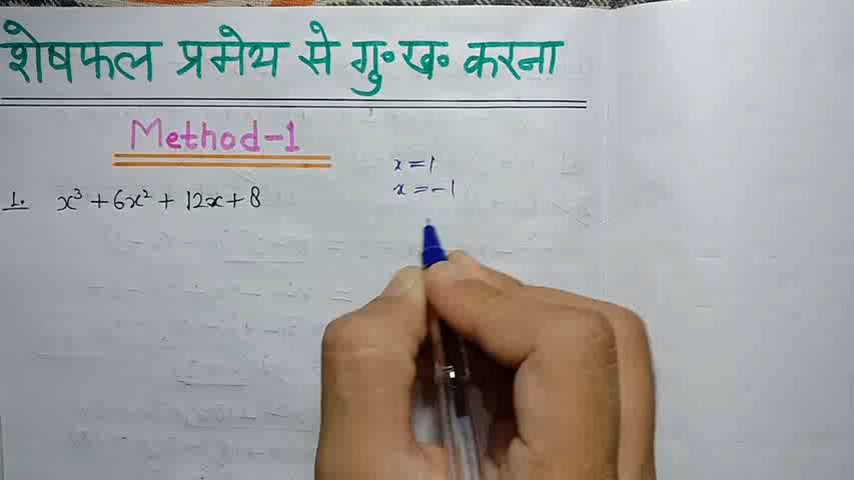 शेषफल प्रमेय से गु॰ख॰ करना
Method-1
x = 1
x = -1
1. x³ + 6x² + 12x + 8